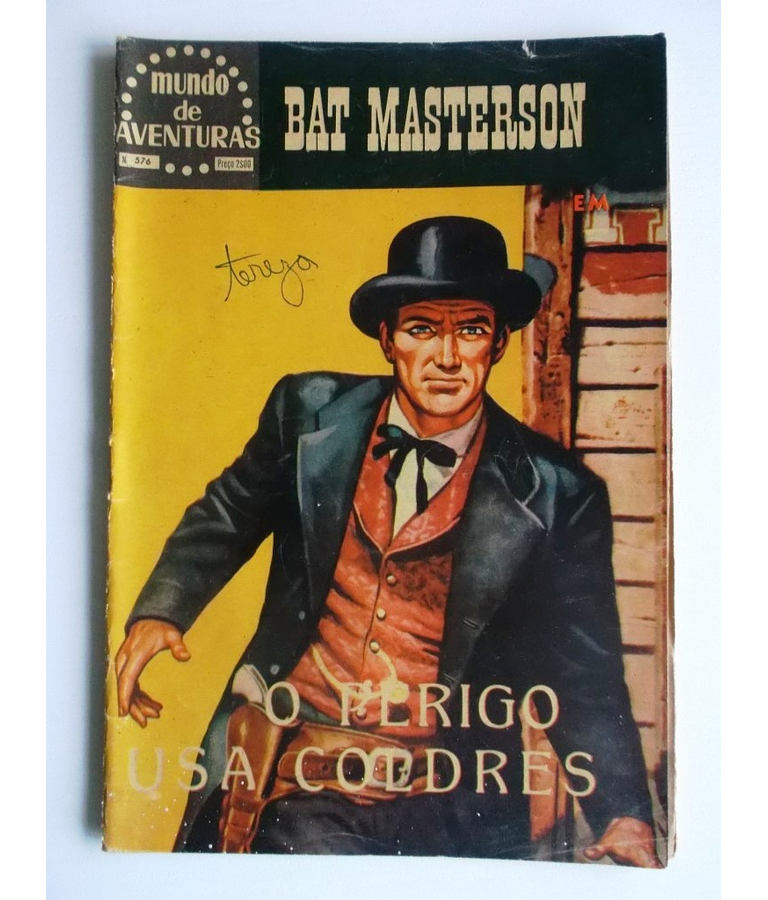 mundo
de
AVENTURAS
N. 576
Preço 2$00
BAT MASTERSON
EM
tereza
O PERIGO
USA COLDRES